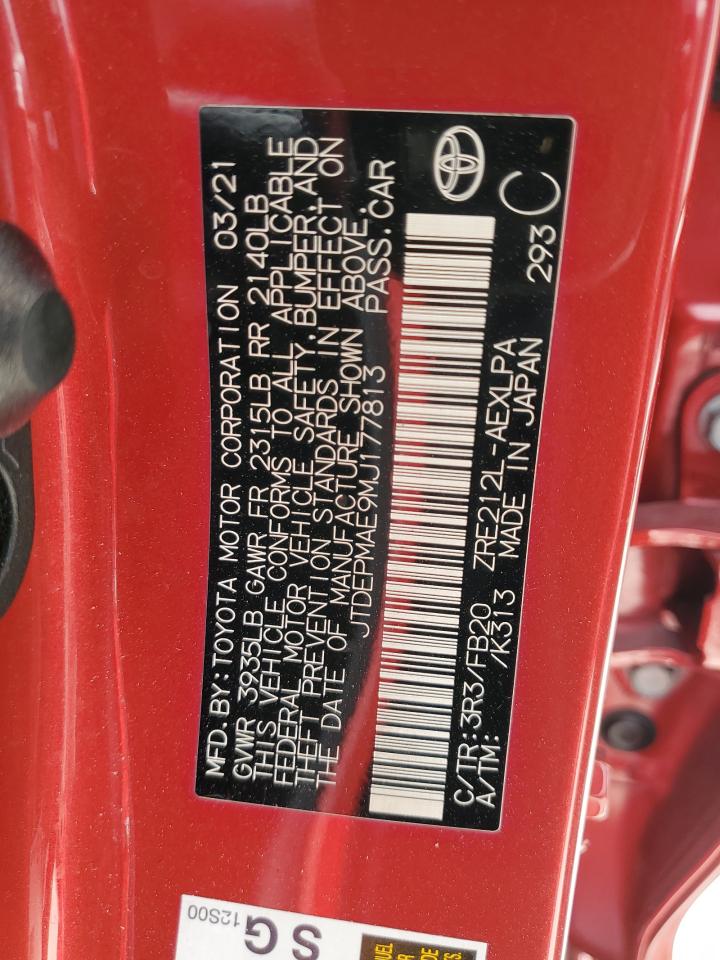 MFD. BY: TOYOTA MOTOR CORPORATION 03/21
GVWR 3935LB GAWR FR 2315LB RR 2140LB
THIS VEHICLE CONFORMS TO ALL APPLICABLE
FEDERAL MOTOR VEHICLE SAFETY, BUMPER, AND
THEFT PREVENTION STANDARDS IN EFFECT ON
THE DATE OF MANUFACTURE SHOWN ABOVE.
JTDEPMAE9MJ177813 PASS. CAR
C/TR: 3R3/FB20 ZRE212L-AEXLPA 293 C
A/TM: /K313 MADE IN JAPAN
12S00
S G